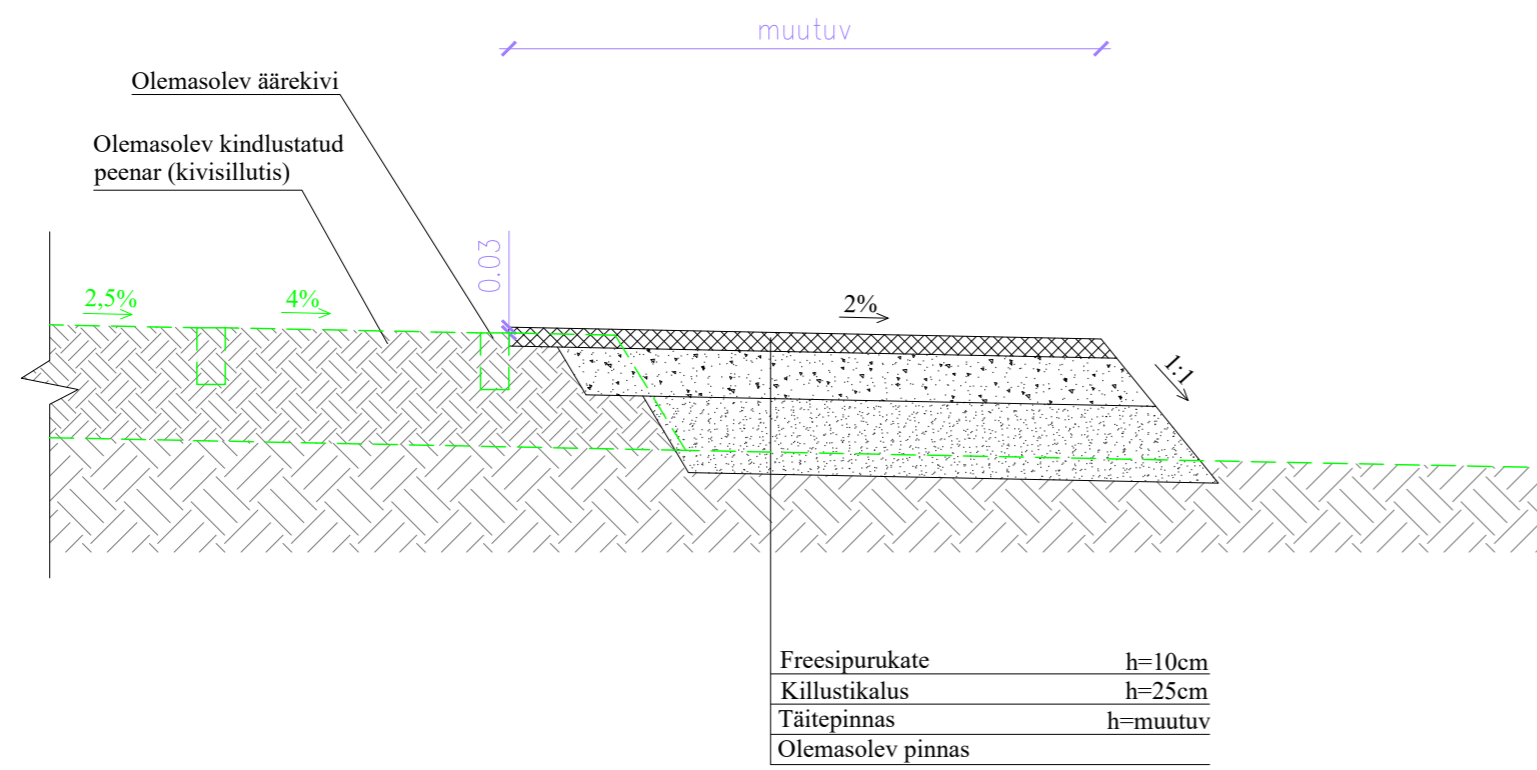 muutuv
Olemasolev äärekivi
Olemasolev kindlustatud
peenar (kivisillutis)
0.03
2,5%
4%
2%
1:1
Freesipurukate h=10cm
Killustikalus h=25cm
Täitepinnas h=muutuv
Olemasolev pinnas